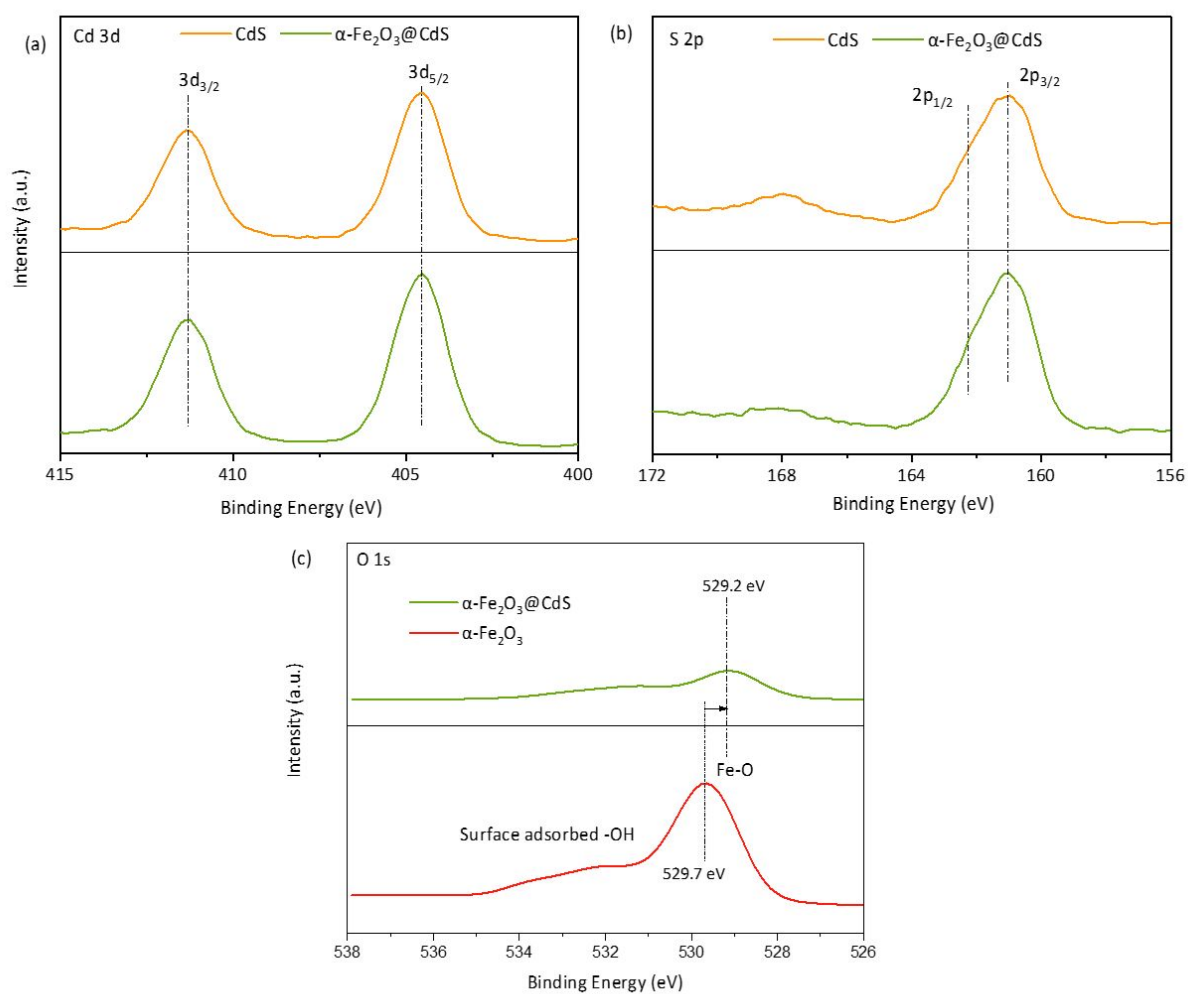 (a)
Cd 3d
CdS
α-Fe₂O₃@CdS
3d₃/₂
3d₅/₂
Intensity (a.u.)
415
410
405
400
Binding Energy (eV)
(b)
S 2p
CdS
α-Fe₂O₃@CdS
2p₁/₂
2p₃/₂
172
168
164
160
156
Binding Energy (eV)
(c)
O 1s
529.2 eV
α-Fe₂O₃@CdS
α-Fe₂O₃
Intensity (a.u.)
Fe-O
Surface adsorbed -OH
529.7 eV
538
536
534
532
530
528
526
Binding Energy (eV)